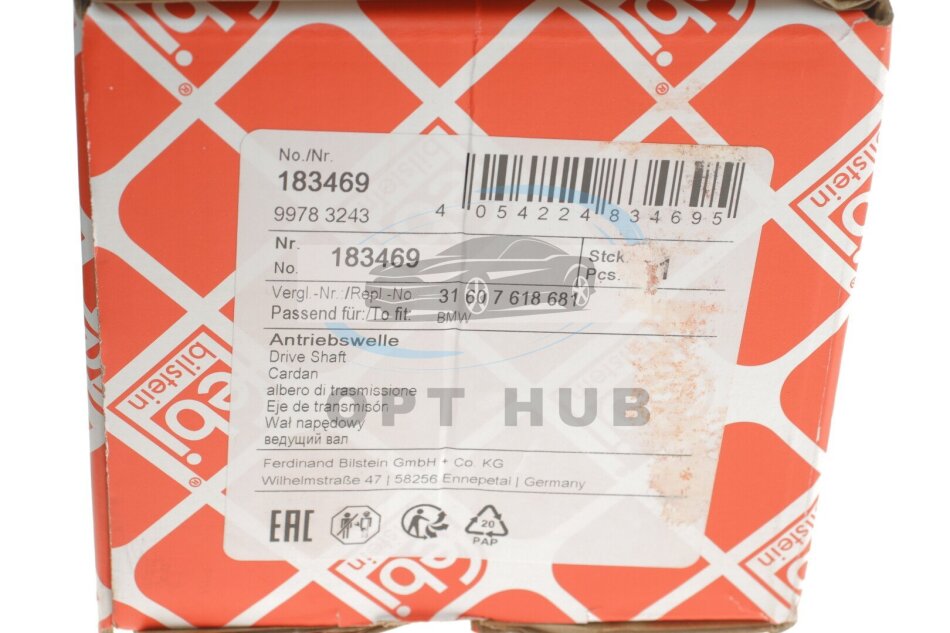 febi
bilstein
No./Nr.
183469
9978 3243
4 054224 834695
Nr.
No. 183469
Stck.
Pcs. 1
Vergl.-Nr.:/Repl.-No 31 60 7 618 681
Passend für:/To fit: BMW
Antriebswelle
Drive Shaft
Cardan
albero di trasmissione
Eje de transmisón
Wał napędowy
ведущий вал
OPT HUB
Ferdinand Bilstein GmbH + Co. KG
Wilhelmstraße 47 | 58256 Ennepetal | Germany
EAC
20
PAP
febi
bilstein